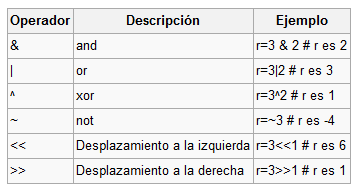 Operador Descripción Ejemplo
& and r=3 & 2 # r es 2
| or r=3|2 # r es 3
^ xor r=3^2 # r es 1
~ not r=~3 # r es -4
<< Desplazamiento a la izquierda r=3<<1 # r es 6
>> Desplazamiento a la derecha r=3>>1 # r es 1